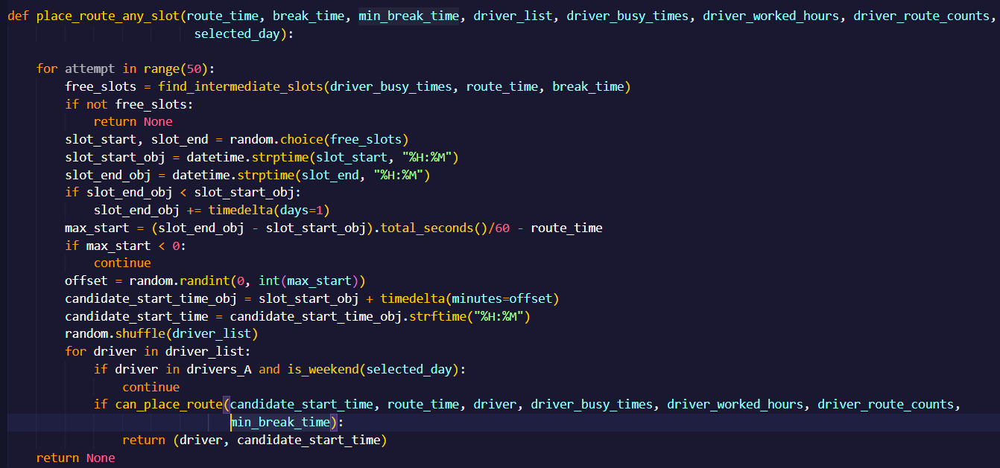 def place_route_any_slot(route_time, break_time, min_break_time, driver_list, driver_busy_times, driver_worked_hours, driver_route_counts,
                         selected_day):

    for attempt in range(50):
        free_slots = find_intermediate_slots(driver_busy_times, route_time, break_time)
        if not free_slots:
            return None
        slot_start, slot_end = random.choice(free_slots)
        slot_start_obj = datetime.strptime(slot_start, "%H:%M")
        slot_end_obj = datetime.strptime(slot_end, "%H:%M")
        if slot_end_obj < slot_start_obj:
            slot_end_obj += timedelta(days=1)
        max_start = (slot_end_obj - slot_start_obj).total_seconds()/60 - route_time
        if max_start < 0:
            continue
        offset = random.randint(0, int(max_start))
        candidate_start_time_obj = slot_start_obj + timedelta(minutes=offset)
        candidate_start_time = candidate_start_time_obj.strftime("%H:%M")
        random.shuffle(driver_list)
        for driver in driver_list:
            if driver in drivers_A and is_weekend(selected_day):
                continue
            if can_place_route(candidate_start_time, route_time, driver, driver_busy_times, driver_worked_hours, driver_route_counts,
                               min_break_time):
                return (driver, candidate_start_time)
    return None